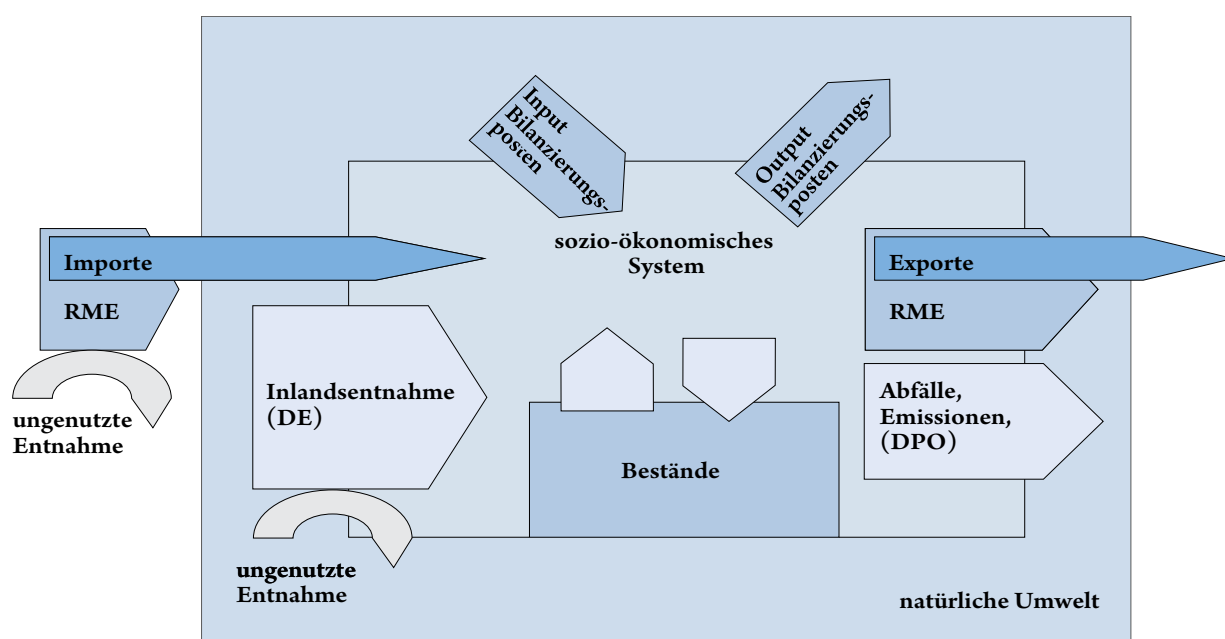 Input
Bilanzierungs-
posten
Output
Bilanzierungs-
posten
sozio-ökonomisches
System
Importe
RME
ungenutzte
Entnahme
Inlandsentnahme
(DE)
ungenutzte
Entnahme
Bestände
Exporte
RME
Abfälle,
Emissionen,
(DPO)
natürliche Umwelt